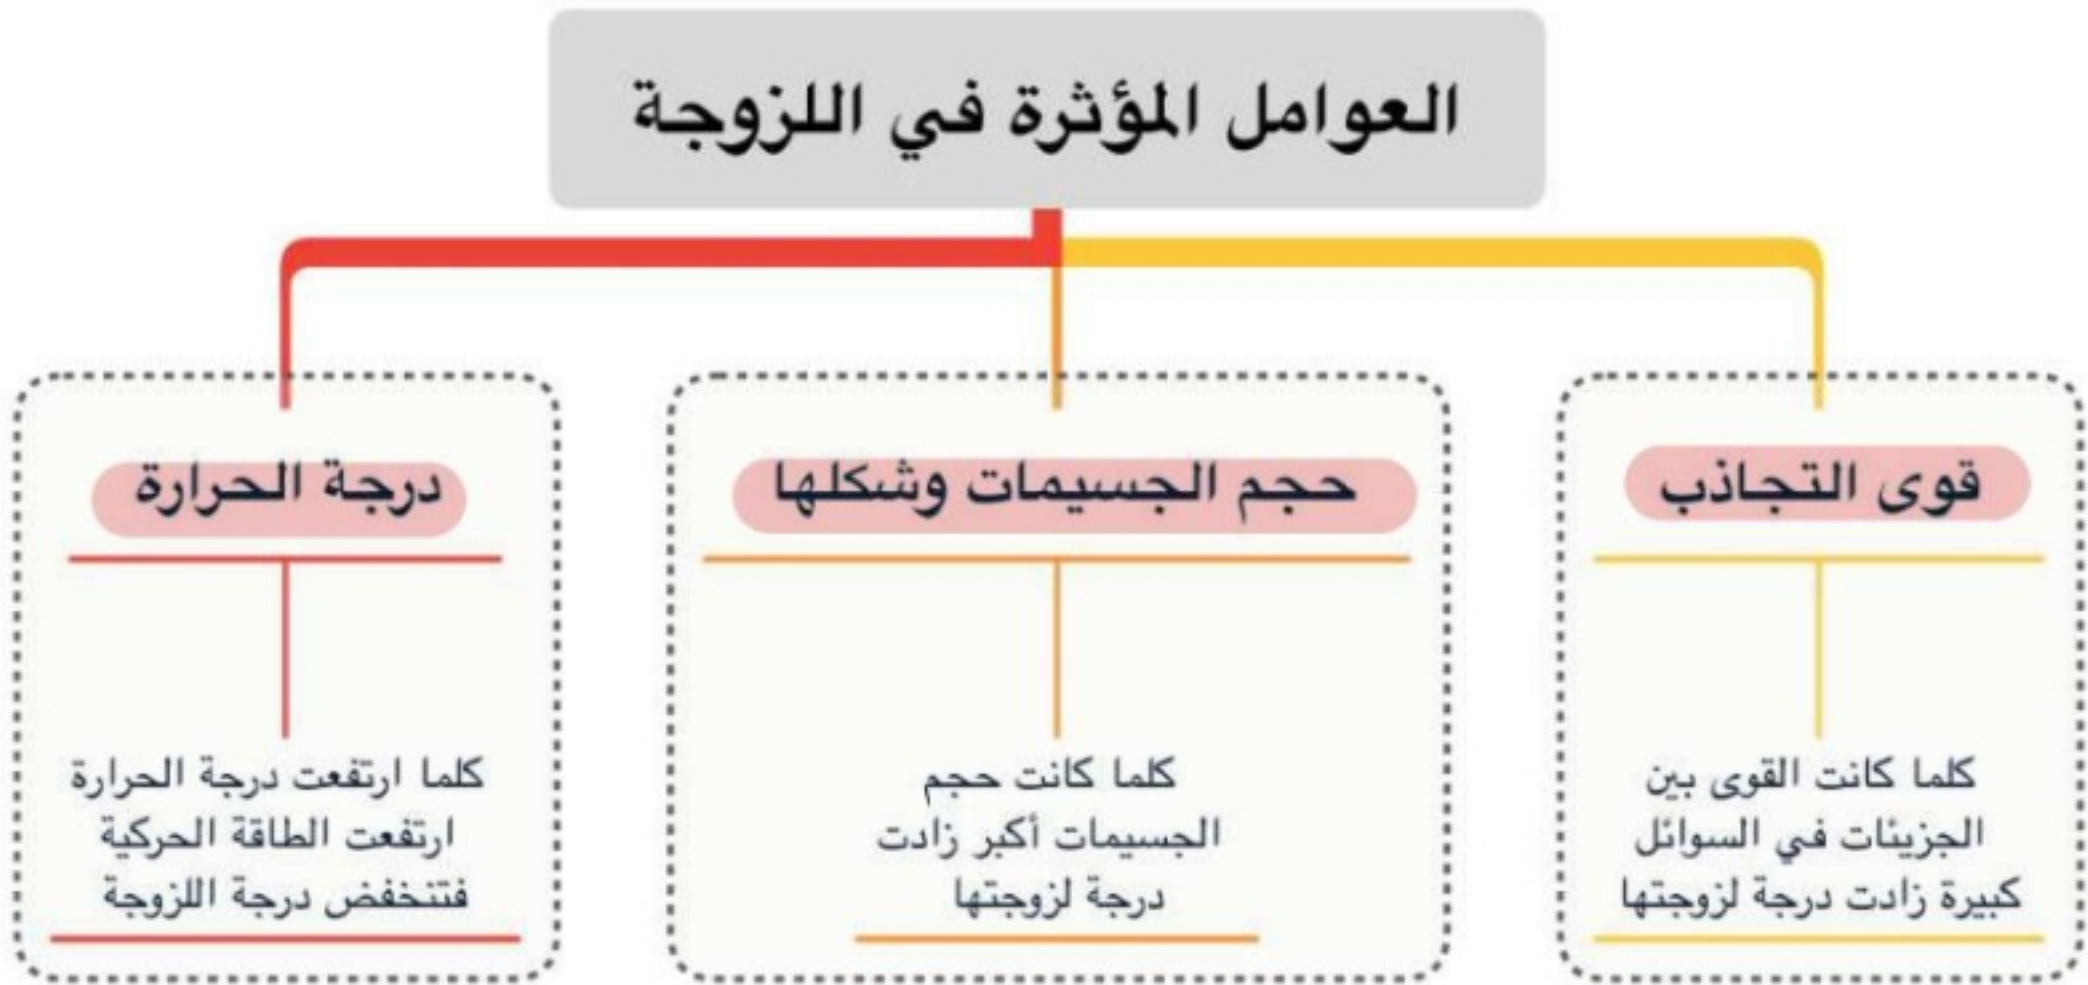 العوامل المؤثرة في اللزوجة
قوى التجاذب
كلما كانت القوى بين
الجزيئات في السوائل
كبيرة زادت درجة لزوجتها
حجم الجسيمات وشكلها
كلما كانت حجم
الجسيمات أكبر زادت
درجة لزوجتها
درجة الحرارة
كلما ارتفعت درجة الحرارة
ارتفعت الطاقة الحركية
فتنخفض درجة اللزوجة